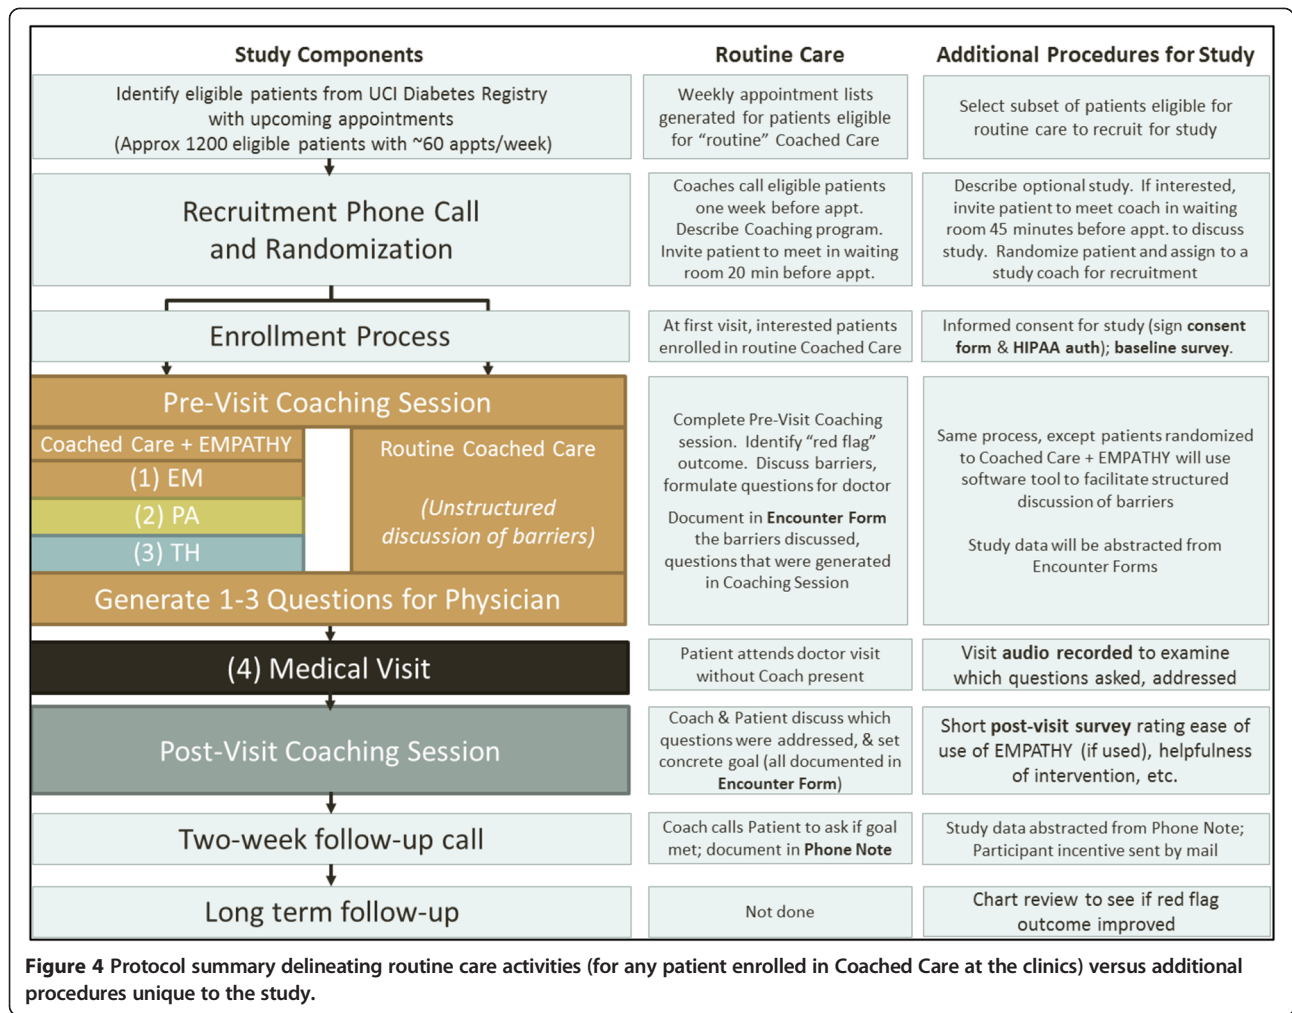 Study Components
Routine Care
Additional Procedures for Study
Identify eligible patients from UCI Diabetes Registry
with upcoming appointments
(Approx 1200 eligible patients with ~60 appts/week)
Weekly appointment lists
generated for patients eligible
for “routine” Coached Care
Select subset of patients eligible for
routine care to recruit for study
Recruitment Phone Call
and Randomization
Coaches call eligible patients
one week before appt.
Describe Coaching program.
Invite patient to meet in waiting
room 20 min before appt.
Describe optional study. If interested,
invite patient to meet coach in waiting
room 45 minutes before appt. to discuss
study. Randomize patient and assign to a
study coach for recruitment
Enrollment Process
At first visit, interested patients
enrolled in routine Coached Care
Informed consent for study (sign consent
form & HIPAA auth); baseline survey.
Pre-Visit Coaching Session
Coached Care + EMPATHY
(1) EM
(2) PA
(3) TH
Routine Coached Care
(Unstructured
discussion of barriers)
Generate 1-3 Questions for Physician
Complete Pre-Visit Coaching
session. Identify “red flag”
outcome. Discuss barriers,
formulate questions for doctor
Document in Encounter Form
the barriers discussed,
questions that were generated
in Coaching Session
Same process, except patients randomized
to Coached Care + EMPATHY will use
software tool to facilitate structured
discussion of barriers
Study data will be abstracted from
Encounter Forms
(4) Medical Visit
Patient attends doctor visit
without Coach present
Visit audio recorded to examine
which questions asked, addressed
Post-Visit Coaching Session
Coach & Patient discuss which
questions were addressed, & set
concrete goal (all documented in
Encounter Form)
Short post-visit survey rating ease of
use of EMPATHY (if used), helpfulness
of intervention, etc.
Two-week follow-up call
Coach calls Patient to ask if goal
met; document in Phone Note
Study data abstracted from Phone Note;
Participant incentive sent by mail
Long term follow-up
Not done
Chart review to see if red flag
outcome improved
Figure 4 Protocol summary delineating routine care activities (for any patient enrolled in Coached Care at the clinics) versus additional
procedures unique to the study.